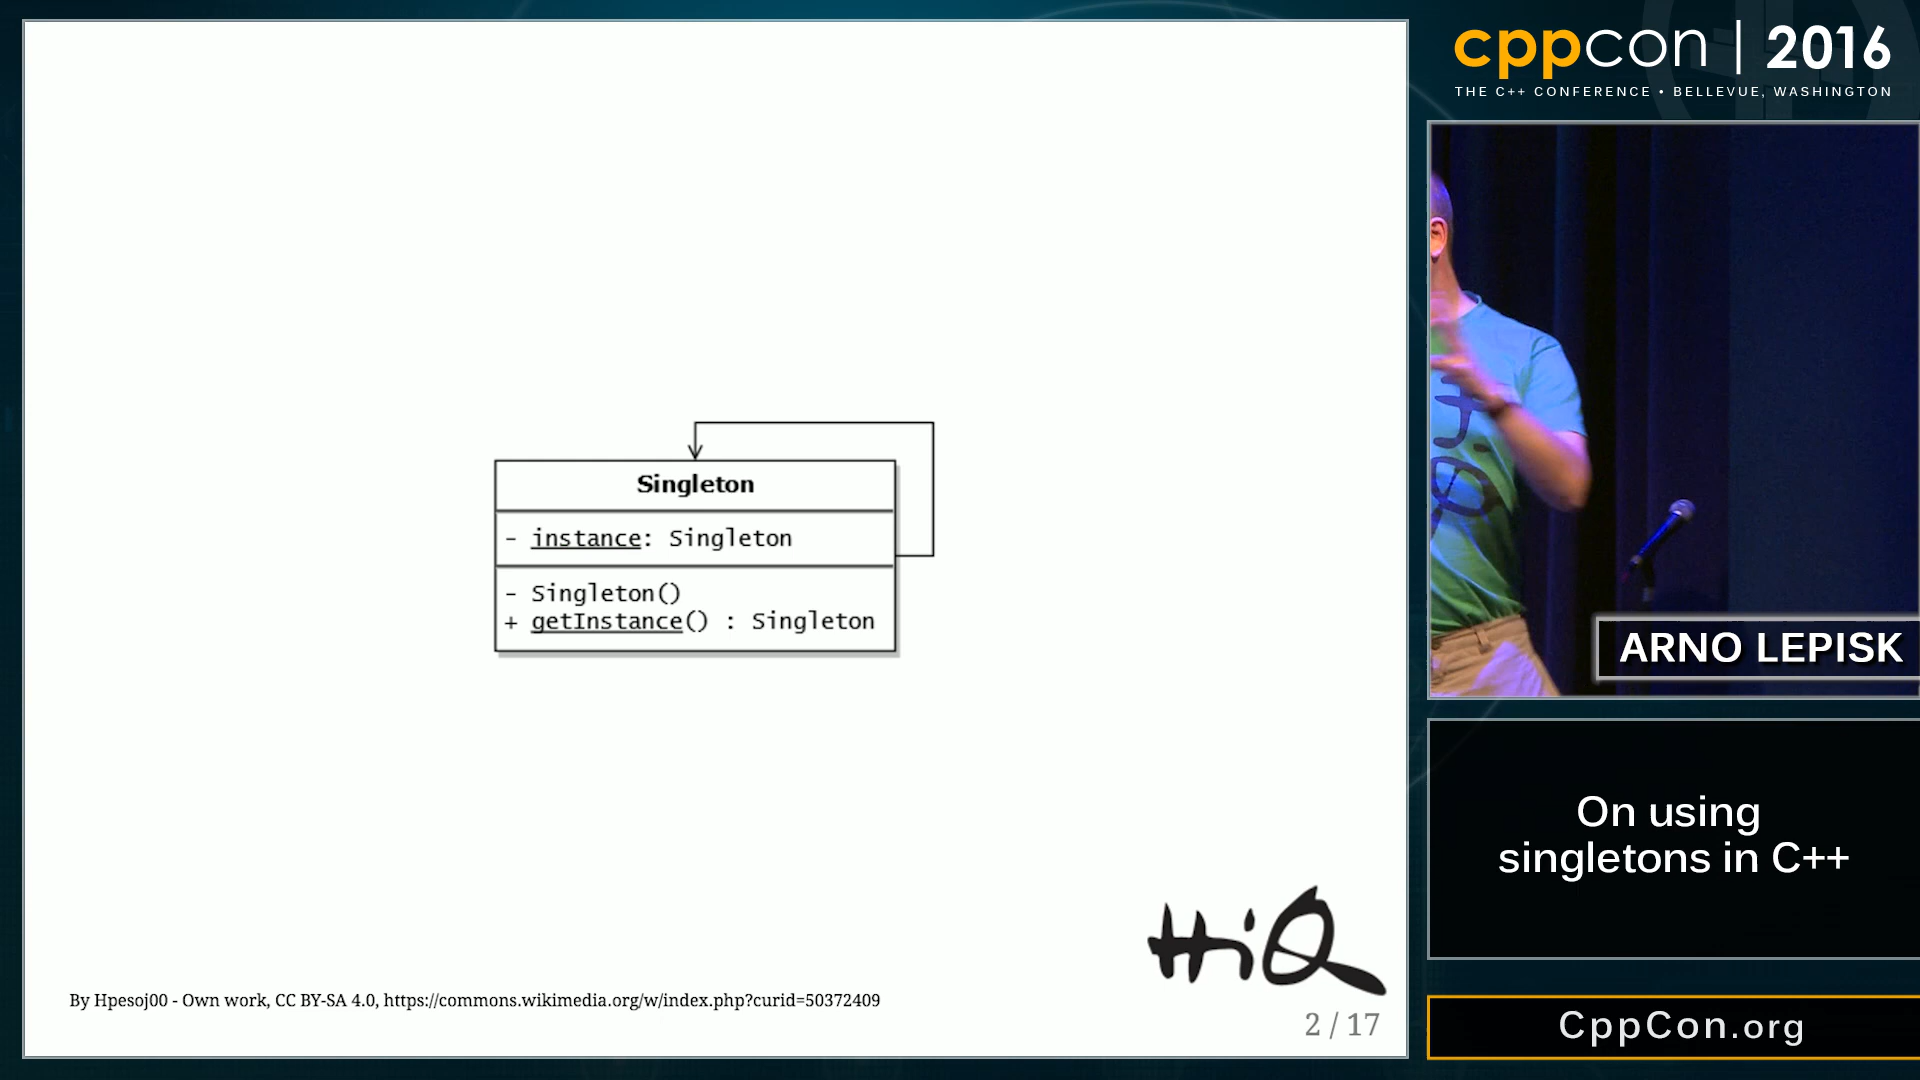 Singleton
- instance: Singleton
- Singleton()
+ getInstance() : Singleton
HiQ
By Hpesoj00 - Own work, CC BY-SA 4.0, https://commons.wikimedia.org/w/index.php?curid=50372409
2 / 17
cppcon | 2016
THE C++ CONFERENCE • BELLEVUE, WASHINGTON
ARNO LEPISK
On using
singletons in C++
CppCon.org